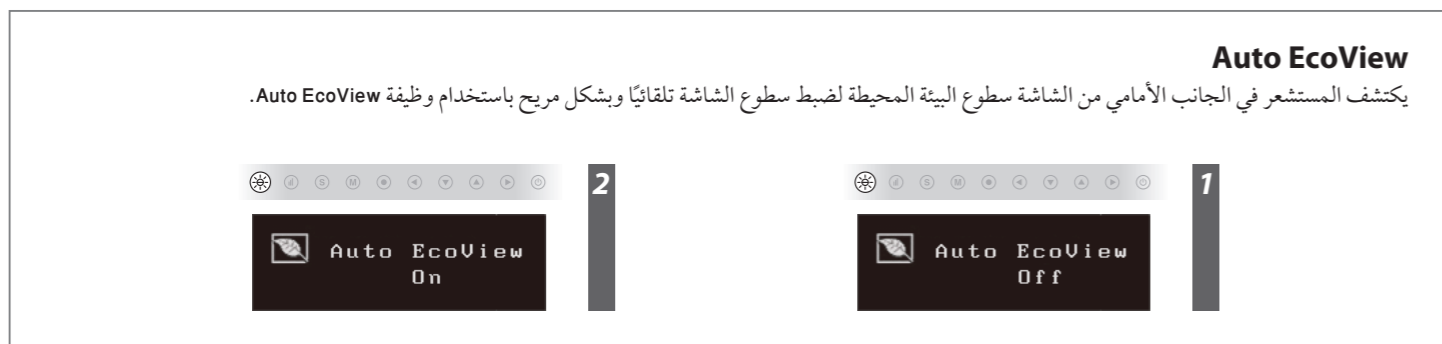 Auto EcoView
يكتشف المستشعر في الجانب الأمامي من الشاشة سطوع البيئة المحيطة لضبط سطوع الشاشة تلقائيًا وبشكل مريح باستخدام وظيفة Auto EcoView.
1
S M
Auto EcoView
Off
2
S M
Auto EcoView
On